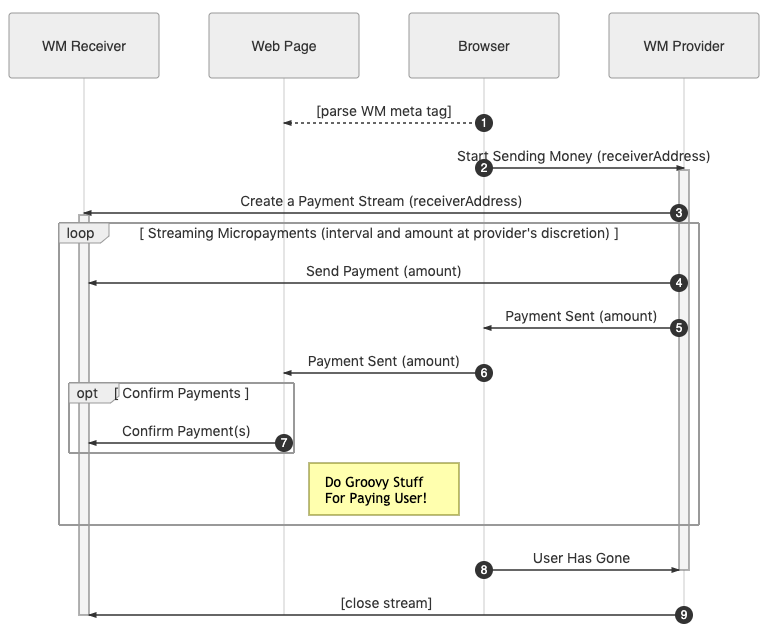 WM Receiver
Web Page
Browser
WM Provider
[parse WM meta tag]
1
Start Sending Money (receiverAddress)
2
Create a Payment Stream (receiverAddress)
3
loop
[ Streaming Micropayments (interval and amount at provider's discretion) ]
Send Payment (amount)
4
Payment Sent (amount)
5
Payment Sent (amount)
6
opt
[ Confirm Payments ]
Confirm Payment(s)
7
Do Groovy Stuff
For Paying User!
User Has Gone
8
[close stream]
9